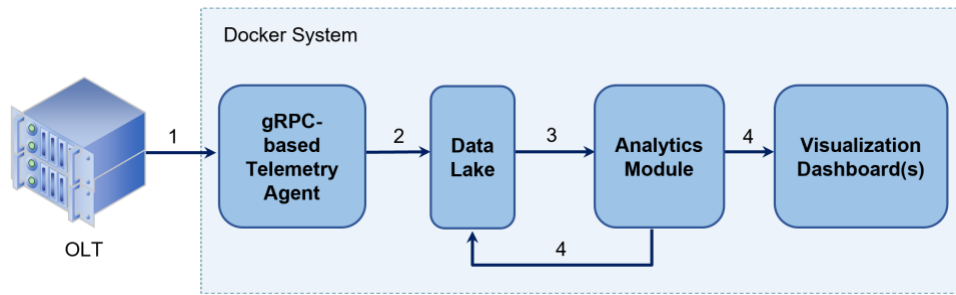 Docker System
OLT
1
gRPC-
based
Telemetry
Agent
2
Data
Lake
3
Analytics
Module
4
Visualization
Dashboard(s)
4